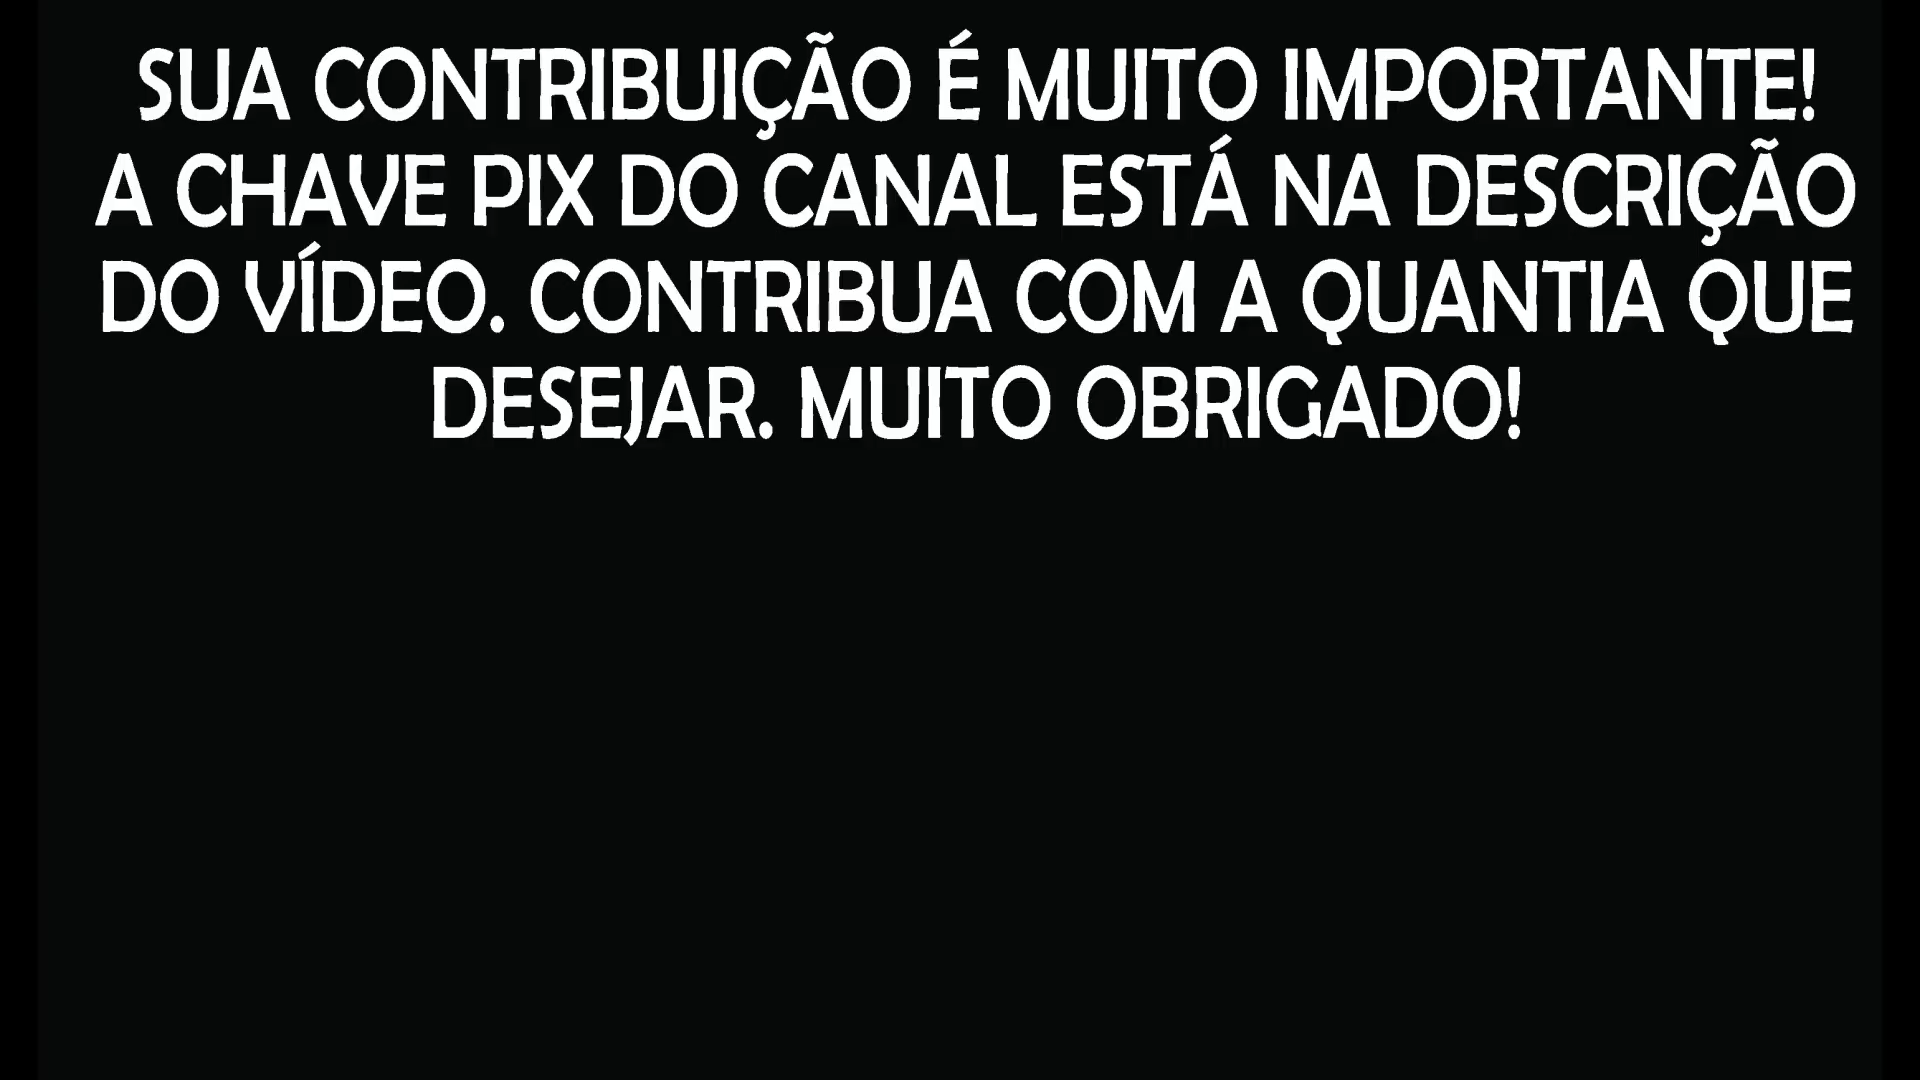 SUA CONTRIBUIÇÃO É MUITO IMPORTANTE!
A CHAVE PIX DO CANAL ESTÁ NA DESCRIÇÃO
DO VÍDEO. CONTRIBUA COM A QUANTIA QUE
DESEJAR. MUITO OBRIGADO!